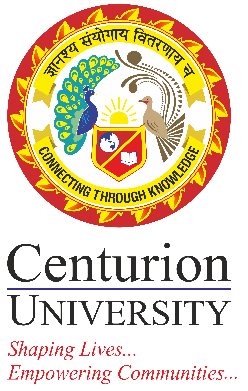 ज्ञानस्य संयोगाय वितरणाय च
CONNECTING THROUGH KNOWLEDGE
Centurion
UNIVERSITY
Shaping Lives...
Empowering Communities...